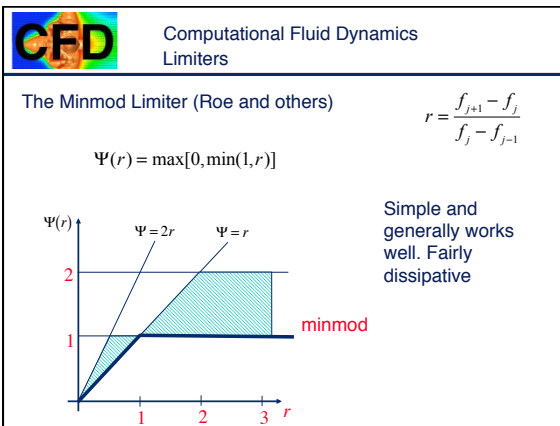 CFD
Computational Fluid Dynamics
Limiters
The Minmod Limiter (Roe and others)
r = \frac{f_{j+1} - f_j}{f_j - f_{j-1}}
Ψ(r) = max[0, min(1, r)]
Simple and
generally works
well. Fairly
dissipative
Ψ(r)
Ψ = 2r
Ψ = r
2
minmod
1
1 2 3 r